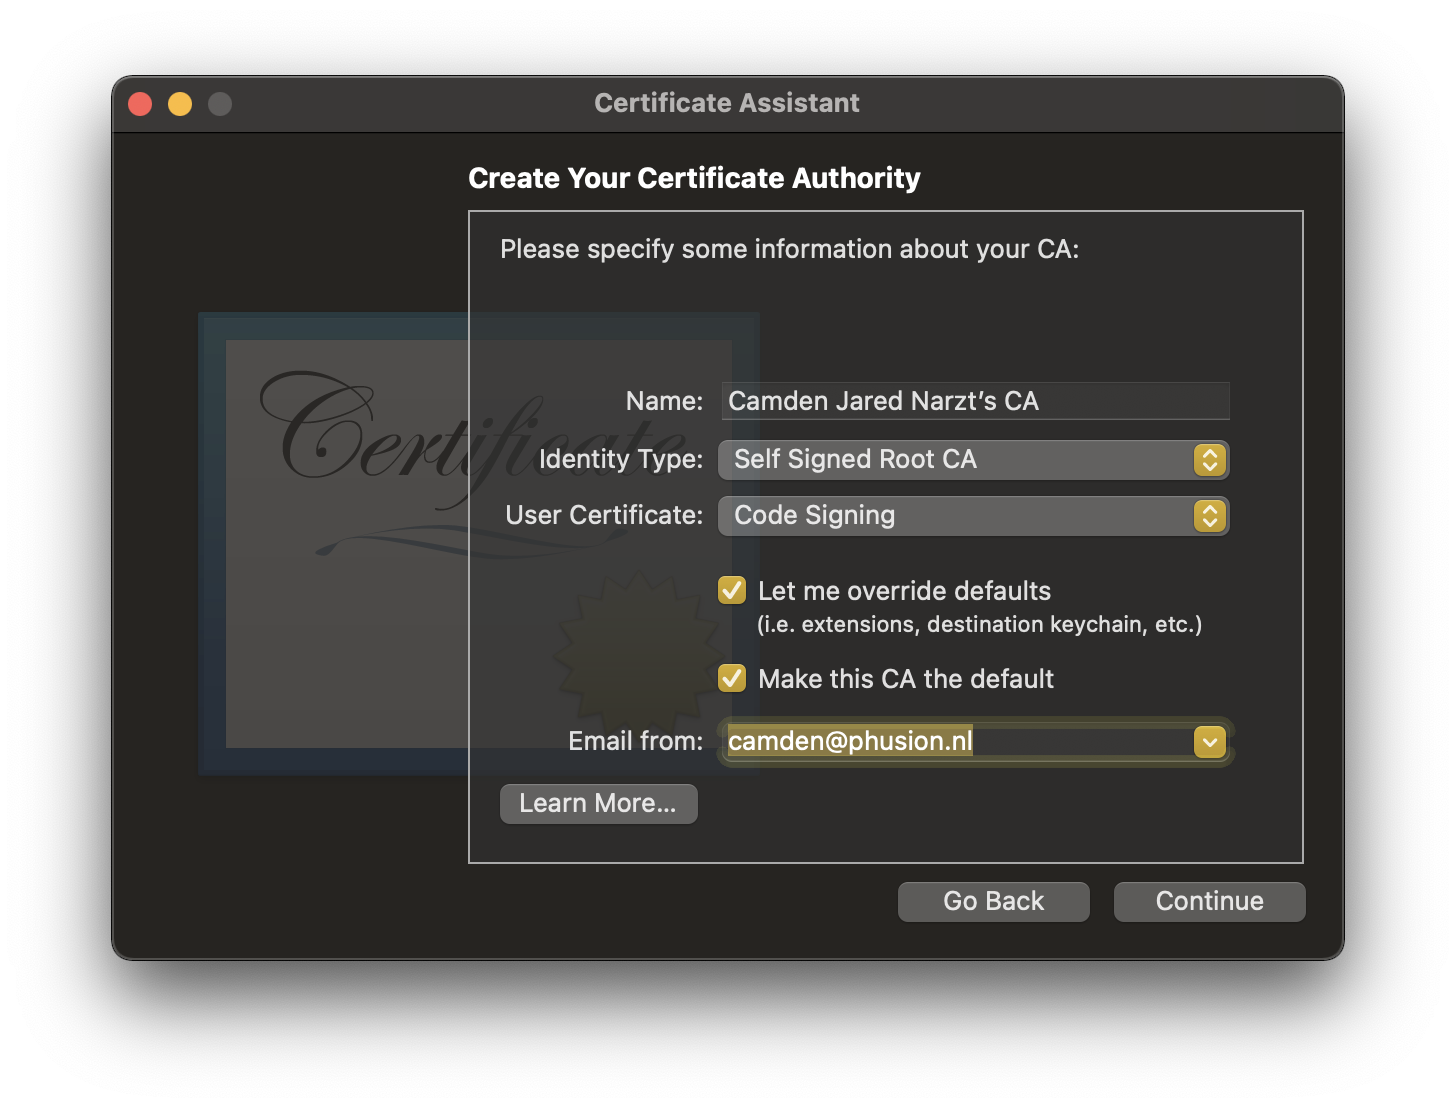 Certificate Assistant
Create Your Certificate Authority
Please specify some information about your CA:
Certificate
Name: Camden Jared Narzt’s CA
Identity Type: Self Signed Root CA
User Certificate: Code Signing
Let me override defaults
(i.e. extensions, destination keychain, etc.)
Make this CA the default
Email from: camden@phusion.nl
Learn More...
Go Back
Continue